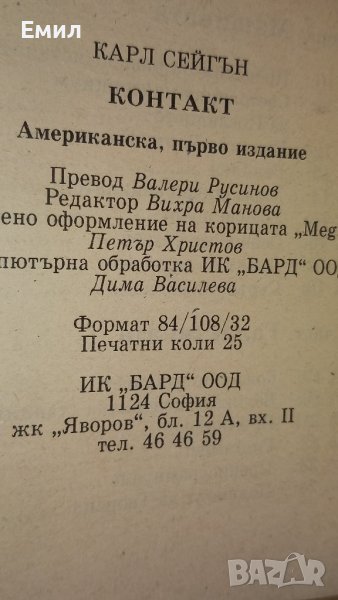 Емил
КАРЛ СЕЙГЪН
КОНТАКТ
Американска, първо издание
Превод Валери Русинов
Редактор Вихра Манова
ено оформление на корицата „Meg
Петър Христов
пютърна обработка ИК „БАРД“ ООД
Дима Василева
Формат 84/108/32
Печатни коли 25
ИК „БАРД“ ООД
1124 София
жк „Яворов“, бл. 12 А, вх. II
тел. 46 46 59
BAZAR